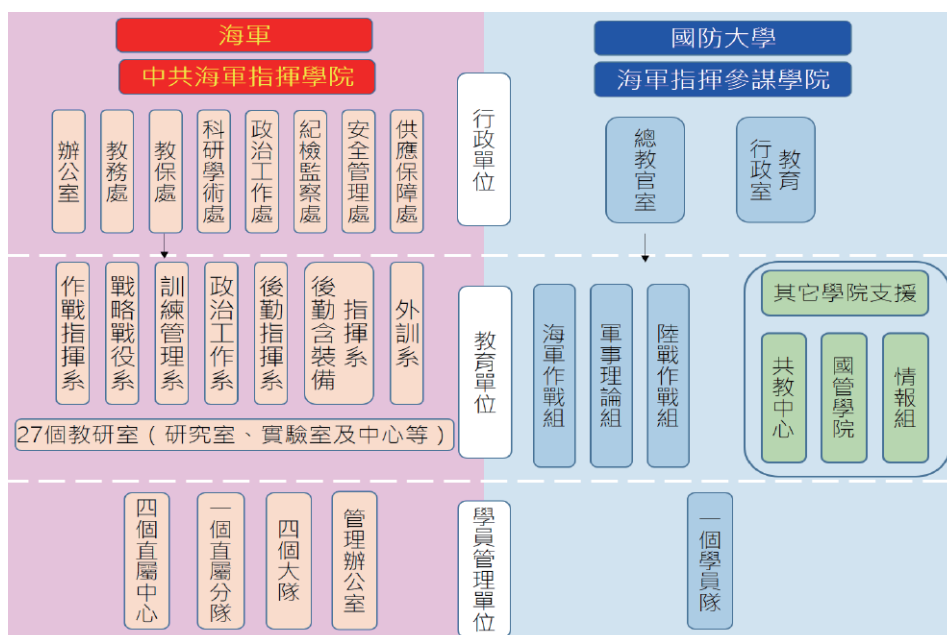 海軍
中共海軍指揮學院
國防大學
海軍指揮參謀學院
辦公室
教務處
教保處
科研學術處
政治工作處
紀檢監察處
安全管理處
供應保障處
行政單位
總教官室
教育
行政室
作戰指揮系
戰略戰役系
訓練管理系
政治工作系
後勤指揮系
指揮系
後勤含裝備
外訓系
27個教研室（研究室、實驗室及中心等）
教育單位
海軍作戰組
軍事理論組
陸戰作戰組
其它學院支援
共教中心
國管學院
情報組
四個直屬中心
一個直屬分隊
四個大隊
管理辦公室
學員管理單位
一個學員隊